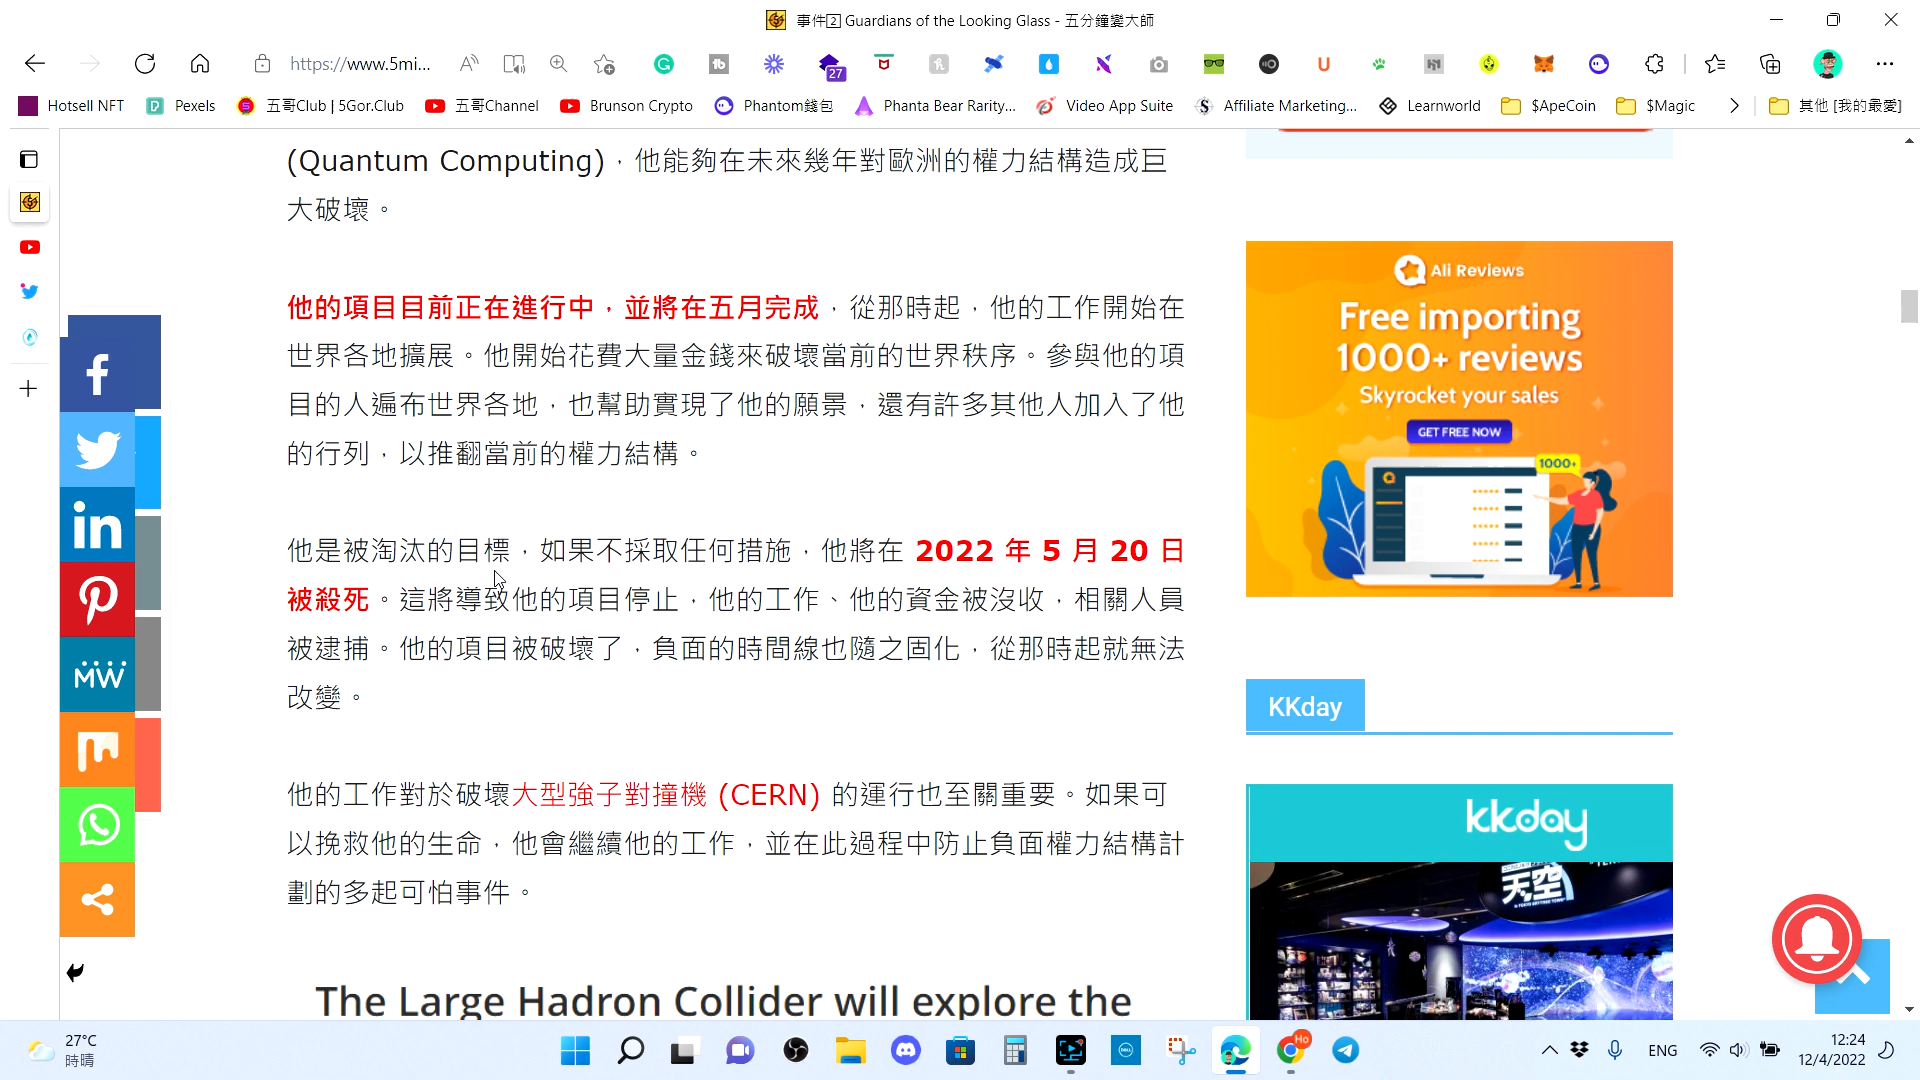 事件2 Guardians of the Looking Glass - 五分鐘變大師
https://www.5mi...
27
Hotsell NFT
Pexels
五哥Club | 5Gor.Club
五哥Channel
Brunson Crypto
Phantom錢包
Phanta Bear Rarity...
Video App Suite
Affiliate Marketing...
Learnworld
$ApeCoin
$Magic
其他 [我的最愛]
(Quantum Computing)，他能夠在未來幾年對歐洲的權力結構造成巨
大破壞。
他的項目目前正在進行中，並將在五月完成，從那時起，他的工作開始在
世界各地擴展。他開始花費大量金錢來破壞當前的世界秩序。參與他的項
目的人遍布世界各地，也幫助實現了他的願景，還有許多其他人加入了他
的行列，以推翻當前的權力結構。
他是被淘汰的目標，如果不採取任何措施，他將在 2022 年 5 月 20 日
被殺死。這將導致他的項目停止，他的工作、他的資金被沒收，相關人員
被逮捕。他的項目被破壞了，負面的時間線也隨之固化，從那時起就無法
改變。
他的工作對於破壞大型強子對撞機 (CERN) 的運行也至關重要。如果可
以挽救他的生命，他會繼續他的工作，並在此過程中防止負面權力結構計
劃的多起可怕事件。
The Large Hadron Collider will explore the
Ali Reviews
Free importing
1000+ reviews
Skyrocket your sales
GET FREE NOW
1000+
KKday
kkday
天空
f
in
MW
m
27°C
時晴
DELL
Ho
ENG
12:24
12/4/2022